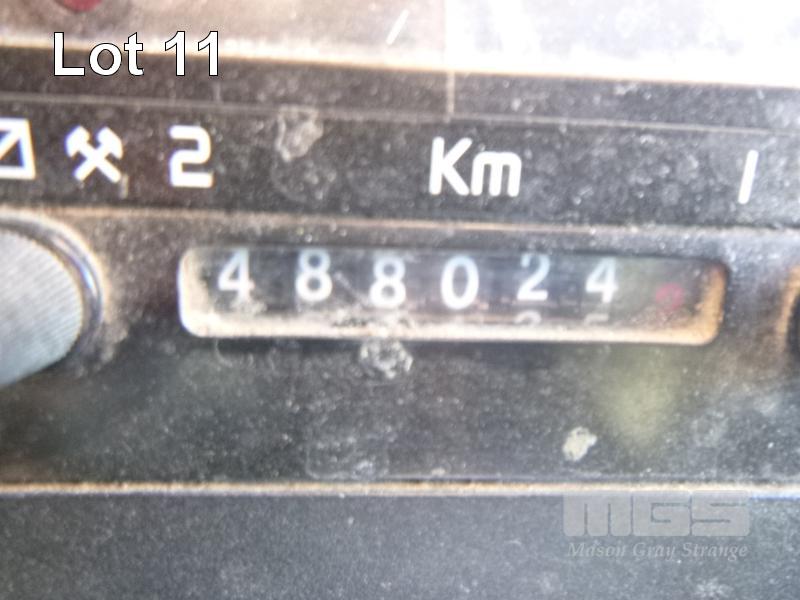 Lot 11
2 Km /
488024
MGS
Mason Gray Strange